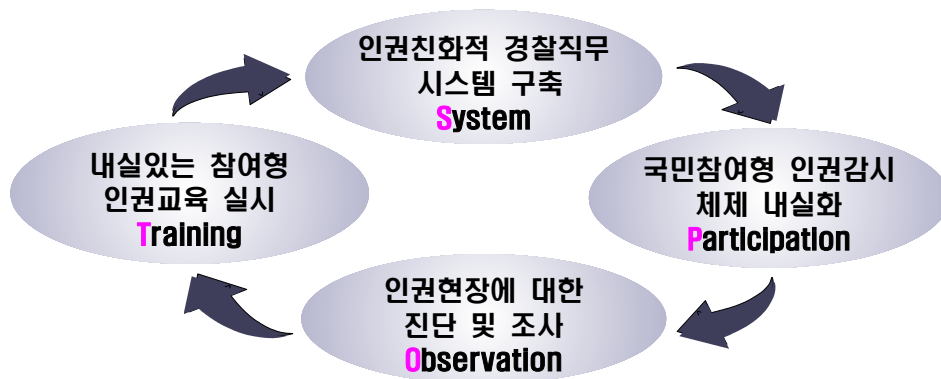 인권친화적 경찰직무
시스템 구축
System
내실있는 참여형
인권교육 실시
Training
국민참여형 인권감시
체제 내실화
Participation
인권현장에 대한
진단 및 조사
Observation